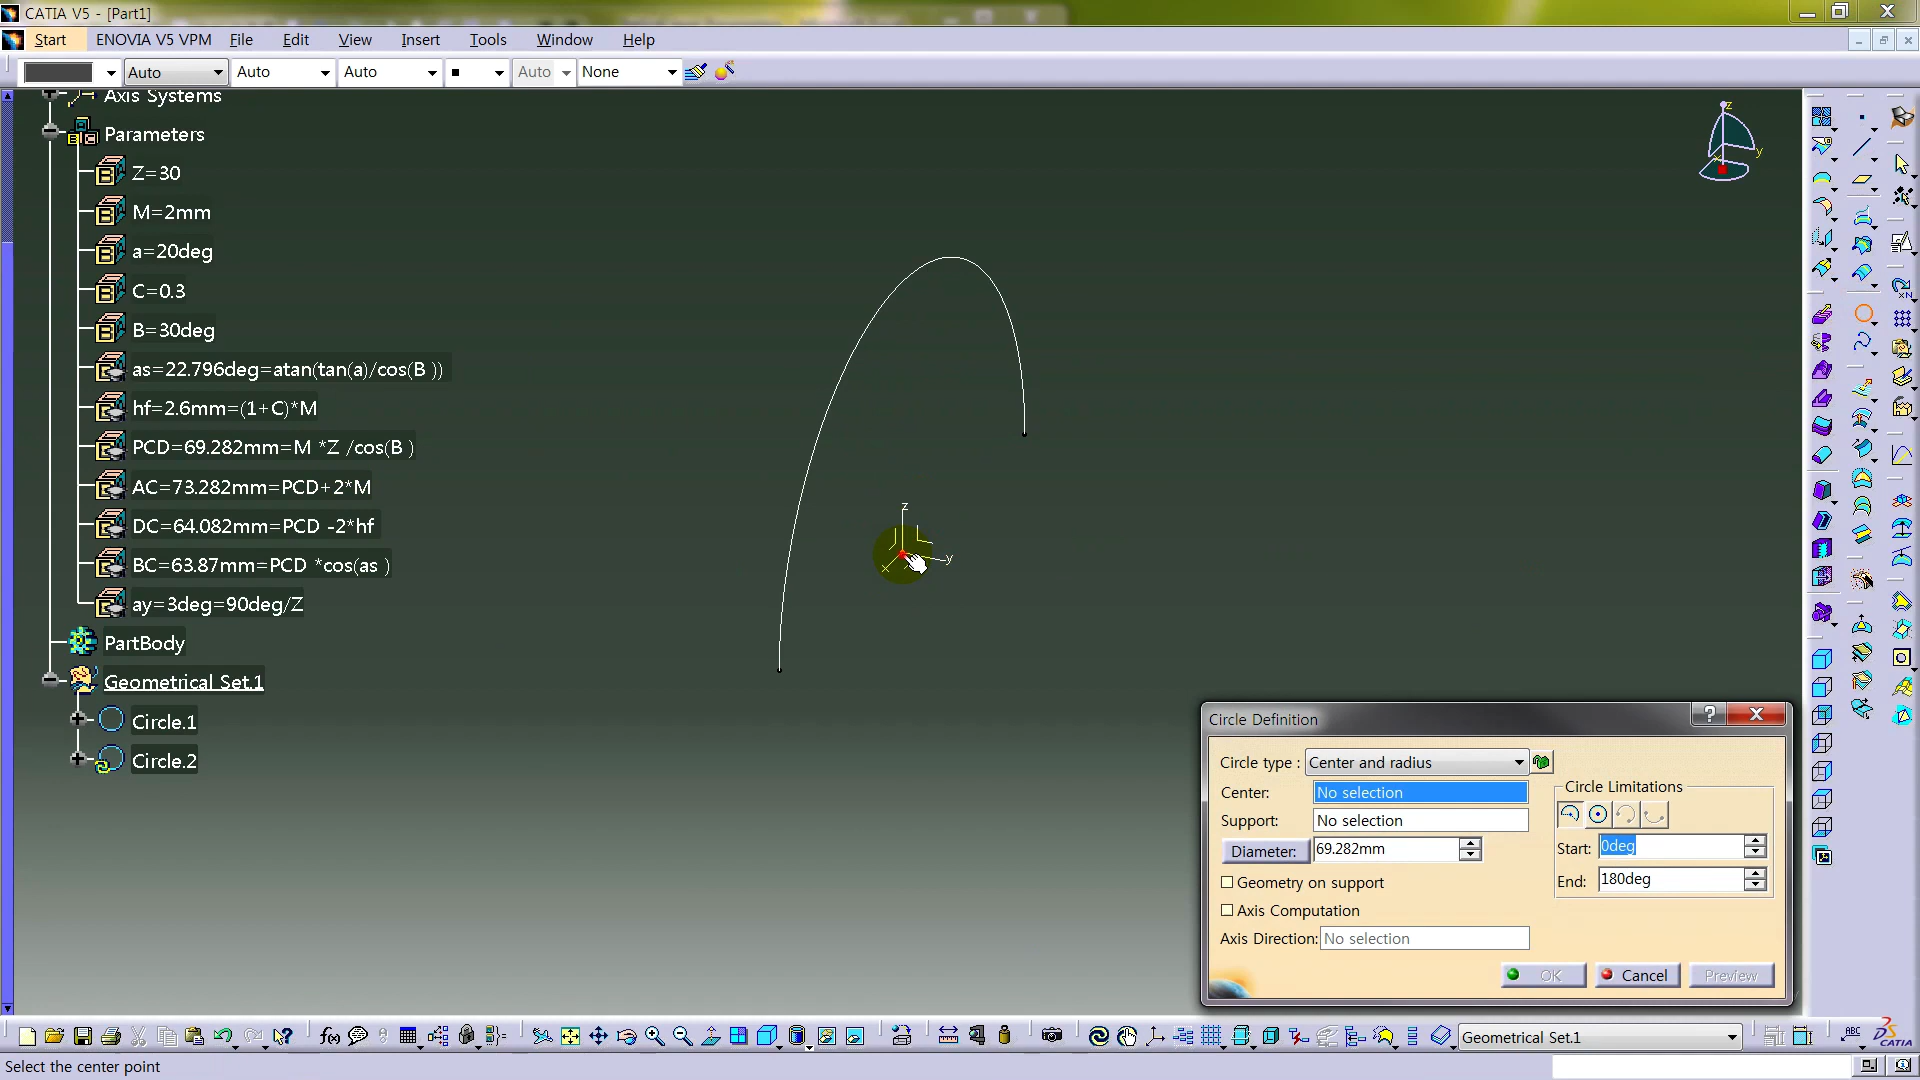 CATIA V5 - [Part1]
Start ENOVIA V5 VPM File Edit View Insert Tools Window Help
Auto Auto Auto Auto None
Axis Systems
Parameters
Z=30
M=2mm
a=20deg
C=0.3
B=30deg
as=22.796deg=atan(tan(a)/cos(B ))
hf=2.6mm=(1+C)*M
PCD=69.282mm=M *Z /cos(B )
AC=73.282mm=PCD+2*M
DC=64.082mm=PCD -2*hf
BC=63.87mm=PCD *cos(as )
ay=3deg=90deg/Z
PartBody
Geometrical Set.1
Circle.1
Circle.2
z
y
x
z
y
x
Circle Definition
Circle type : Center and radius
Center: No selection
Support: No selection
Diameter: 69.282mm
Geometry on support
Axis Computation
Axis Direction: No selection
Circle Limitations
Start: 0deg
End: 180deg
OK Cancel Preview
Geometrical Set.1
Select the center point
CATIA